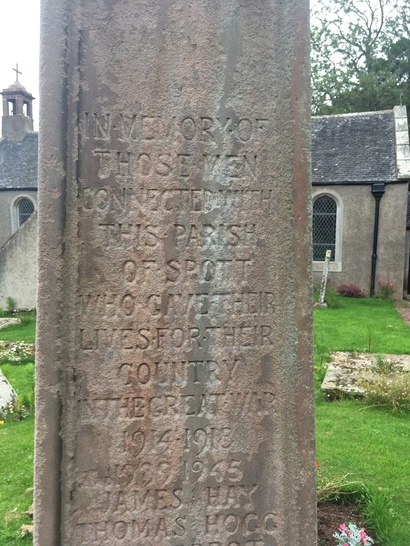 IN·MEMORY·OF
THOSE·MEN
CONNECTED·WITH
THIS·PARISH
OF·SPOTT
WHO·GAVE·THEIR
LIVES·FOR·THEIR
COUNTRY
IN·THE·GREAT·WAR
1914-1918
1939-1945
JAMES·HAY
THOMAS·HOGG